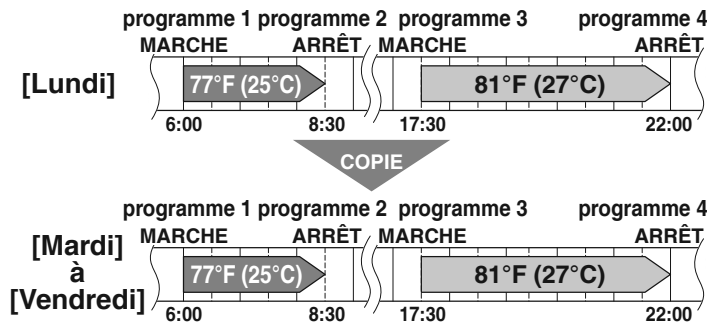 programme 1 programme 2 programme 3 programme 4
MARCHE ARRÊT MARCHE ARRÊT
[Lundi] 77°F (25°C) 81°F (27°C)
6:00 8:30 17:30 22:00
COPIE
programme 1 programme 2 programme 3 programme 4
MARCHE ARRÊT MARCHE ARRÊT
[Mardi]
à
[Vendredi]
77°F (25°C) 81°F (27°C)
6:00 8:30 17:30 22:00